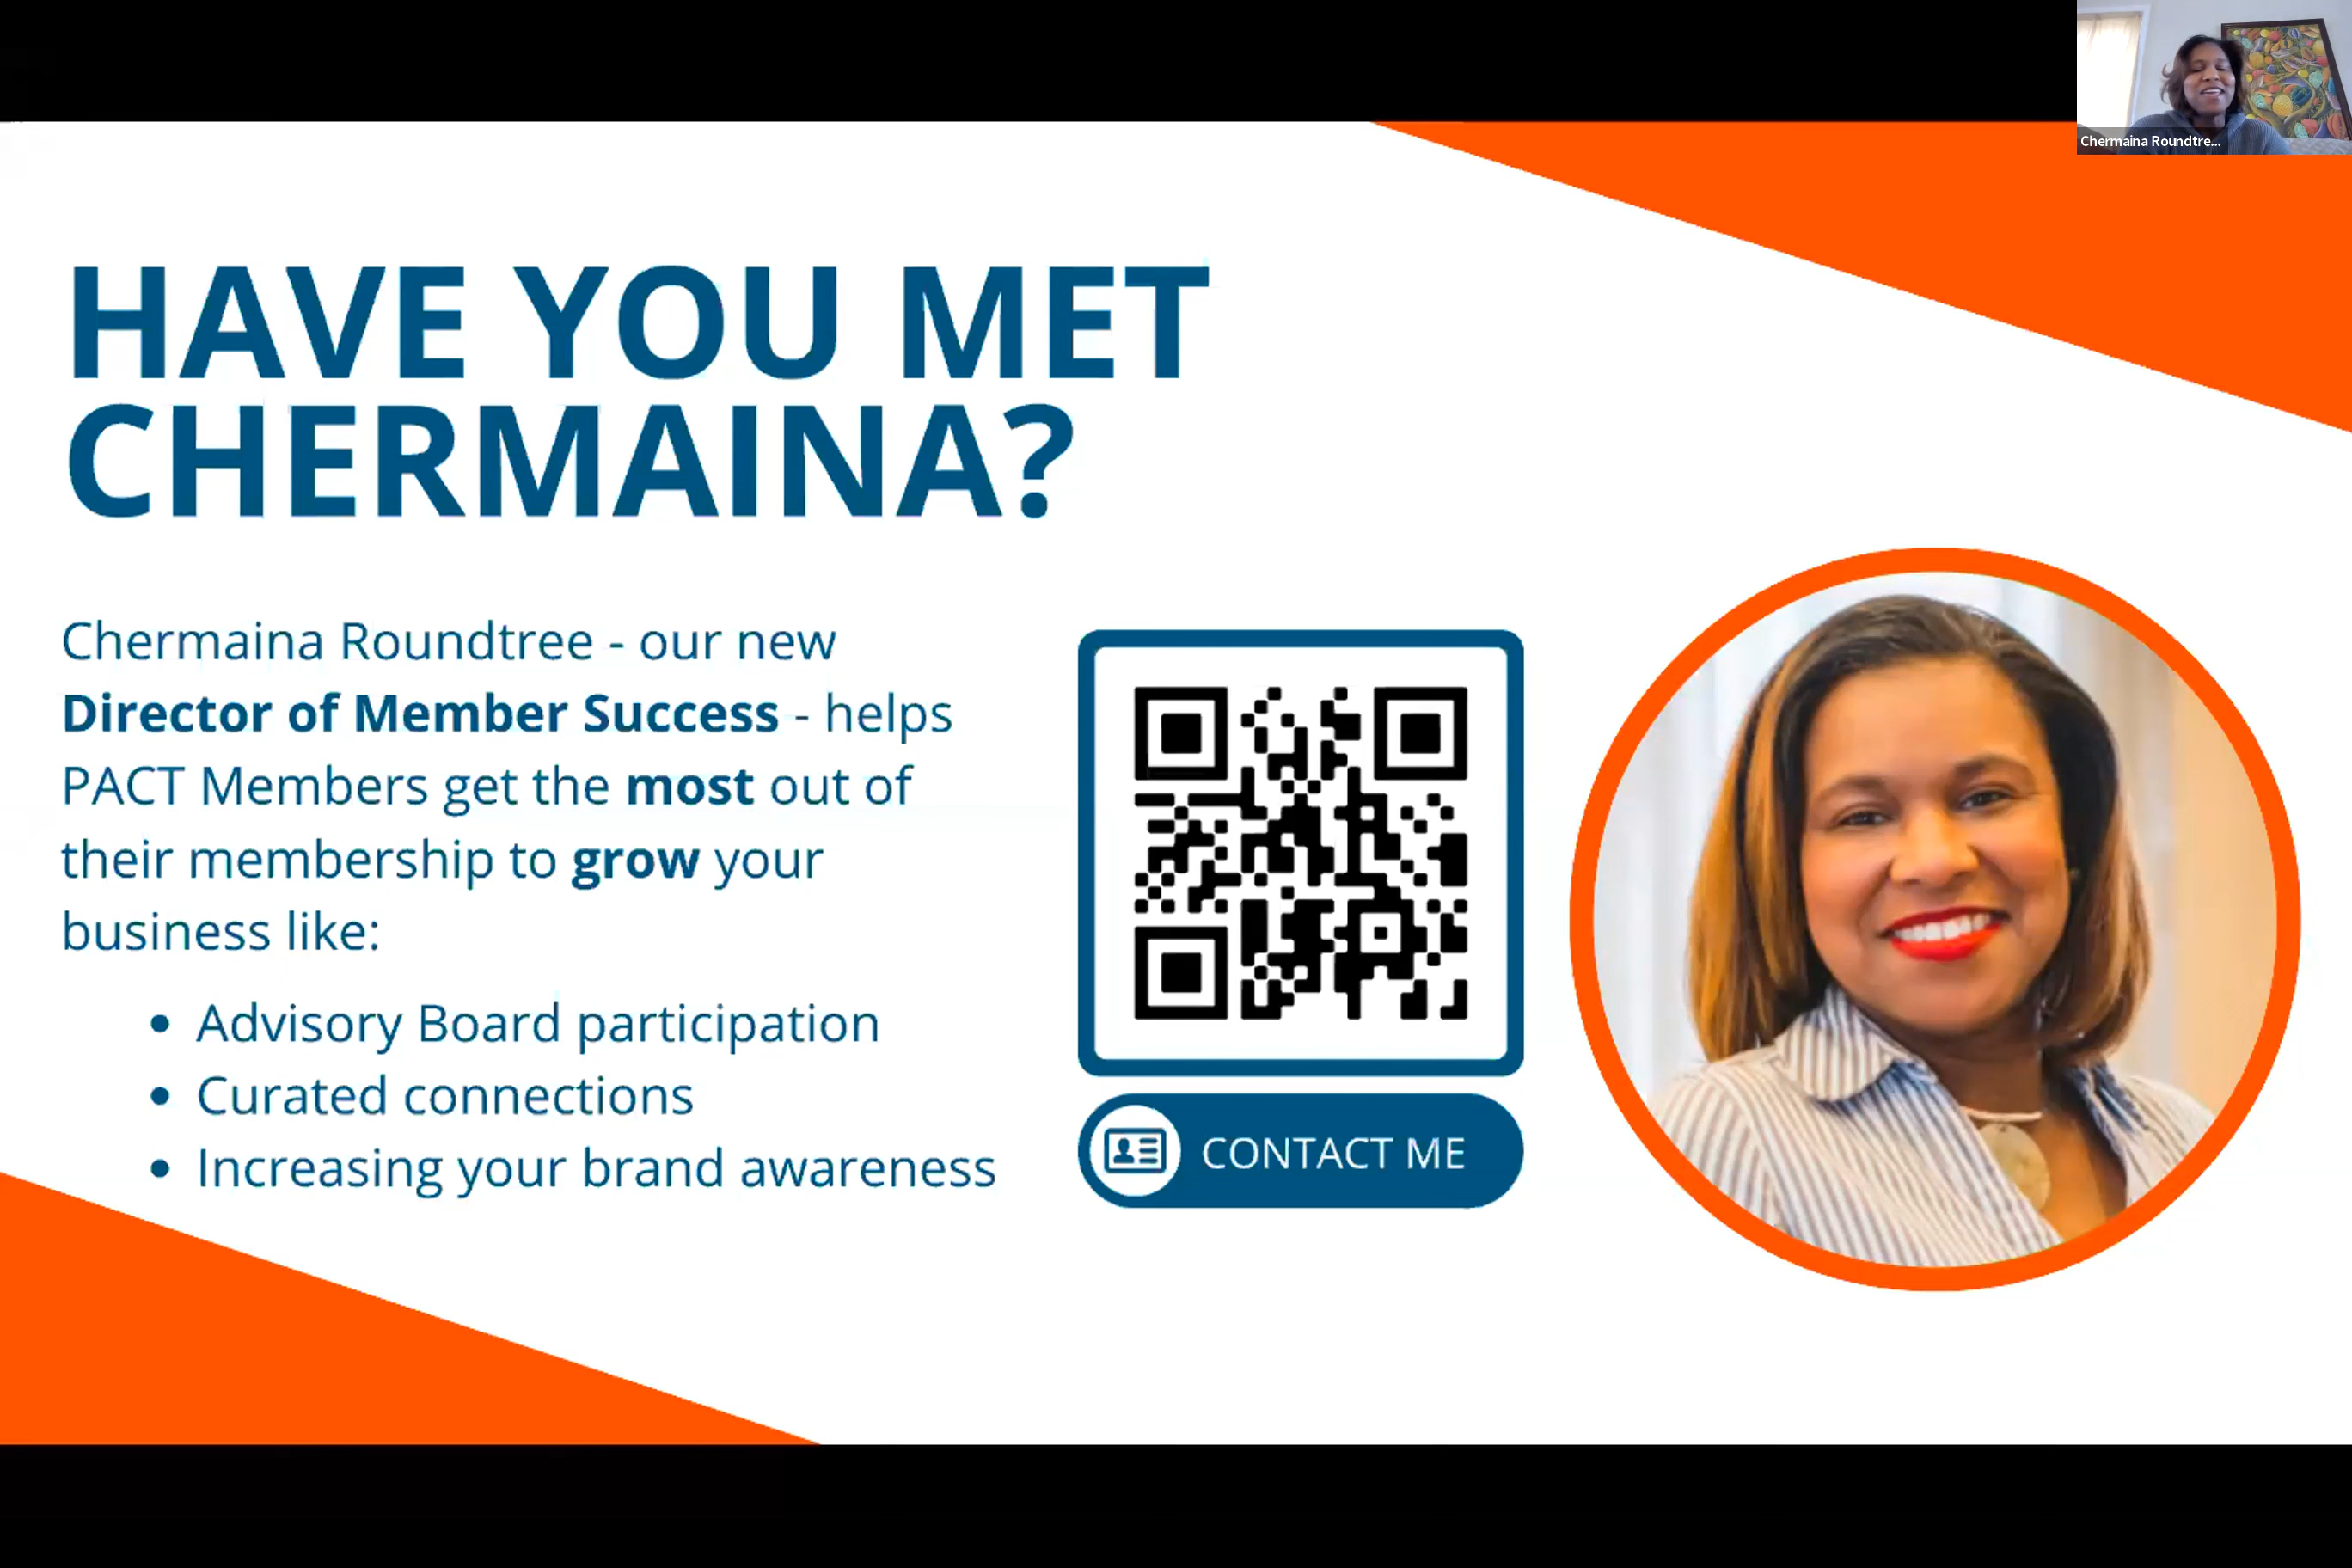 Chermaina Roundtre...
HAVE YOU MET
CHERMAINA?
Chermaina Roundtree - our new
Director of Member Success - helps
PACT Members get the most out of
their membership to grow your
business like:
• Advisory Board participation
• Curated connections
• Increasing your brand awareness
CONTACT ME